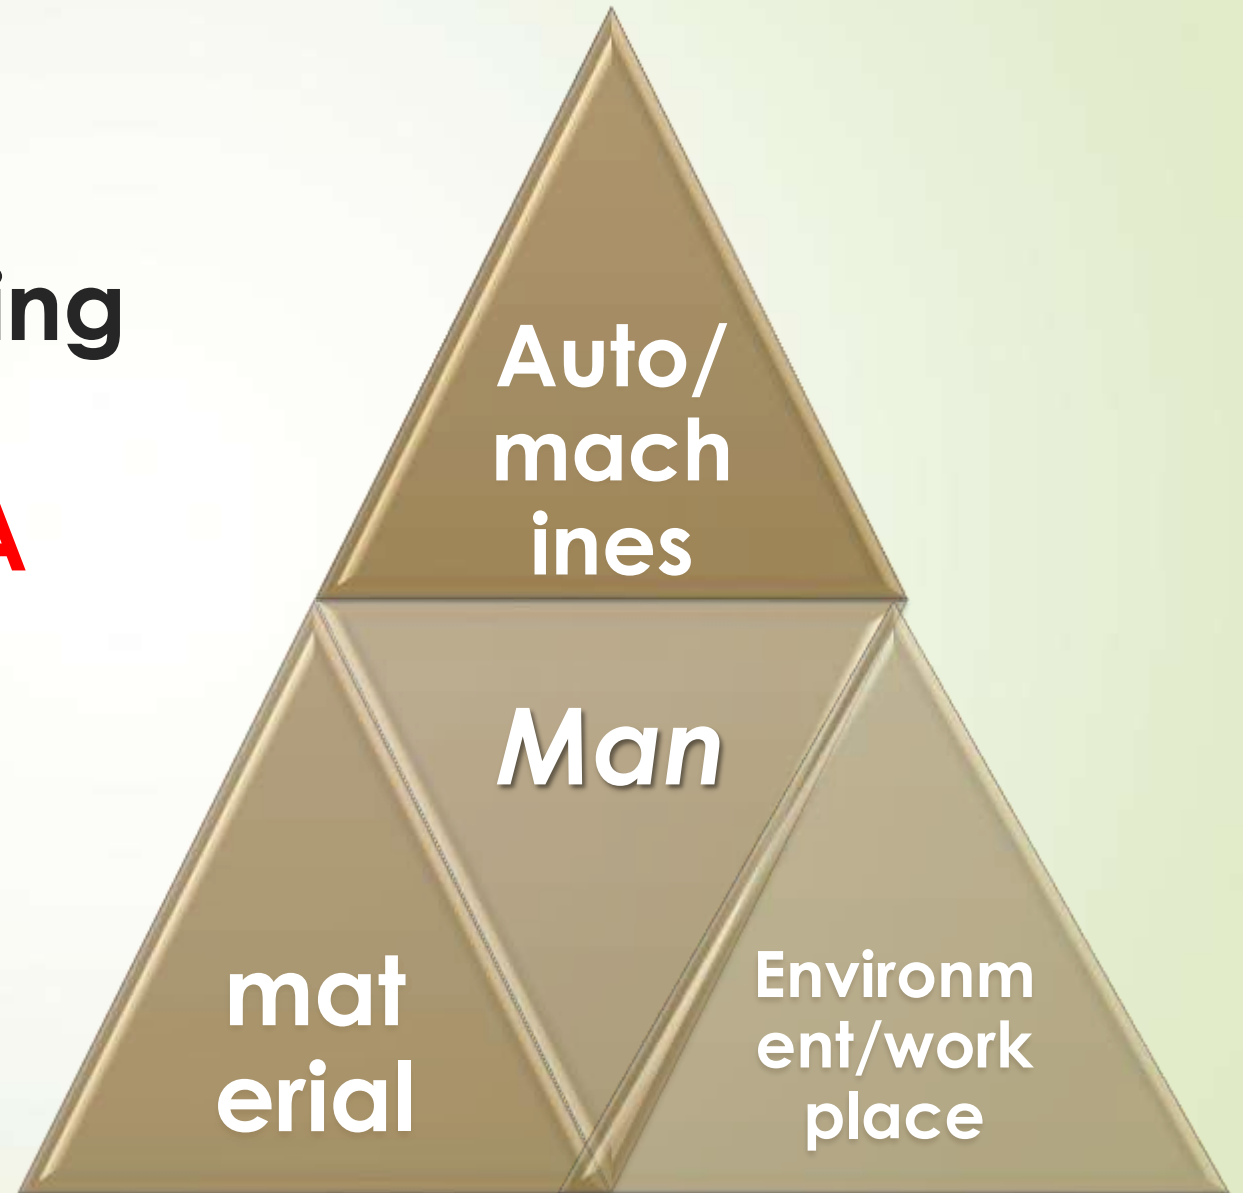 ing
A
Auto/
mach
ines
Man
mat
erial
Environm
ent/work
place